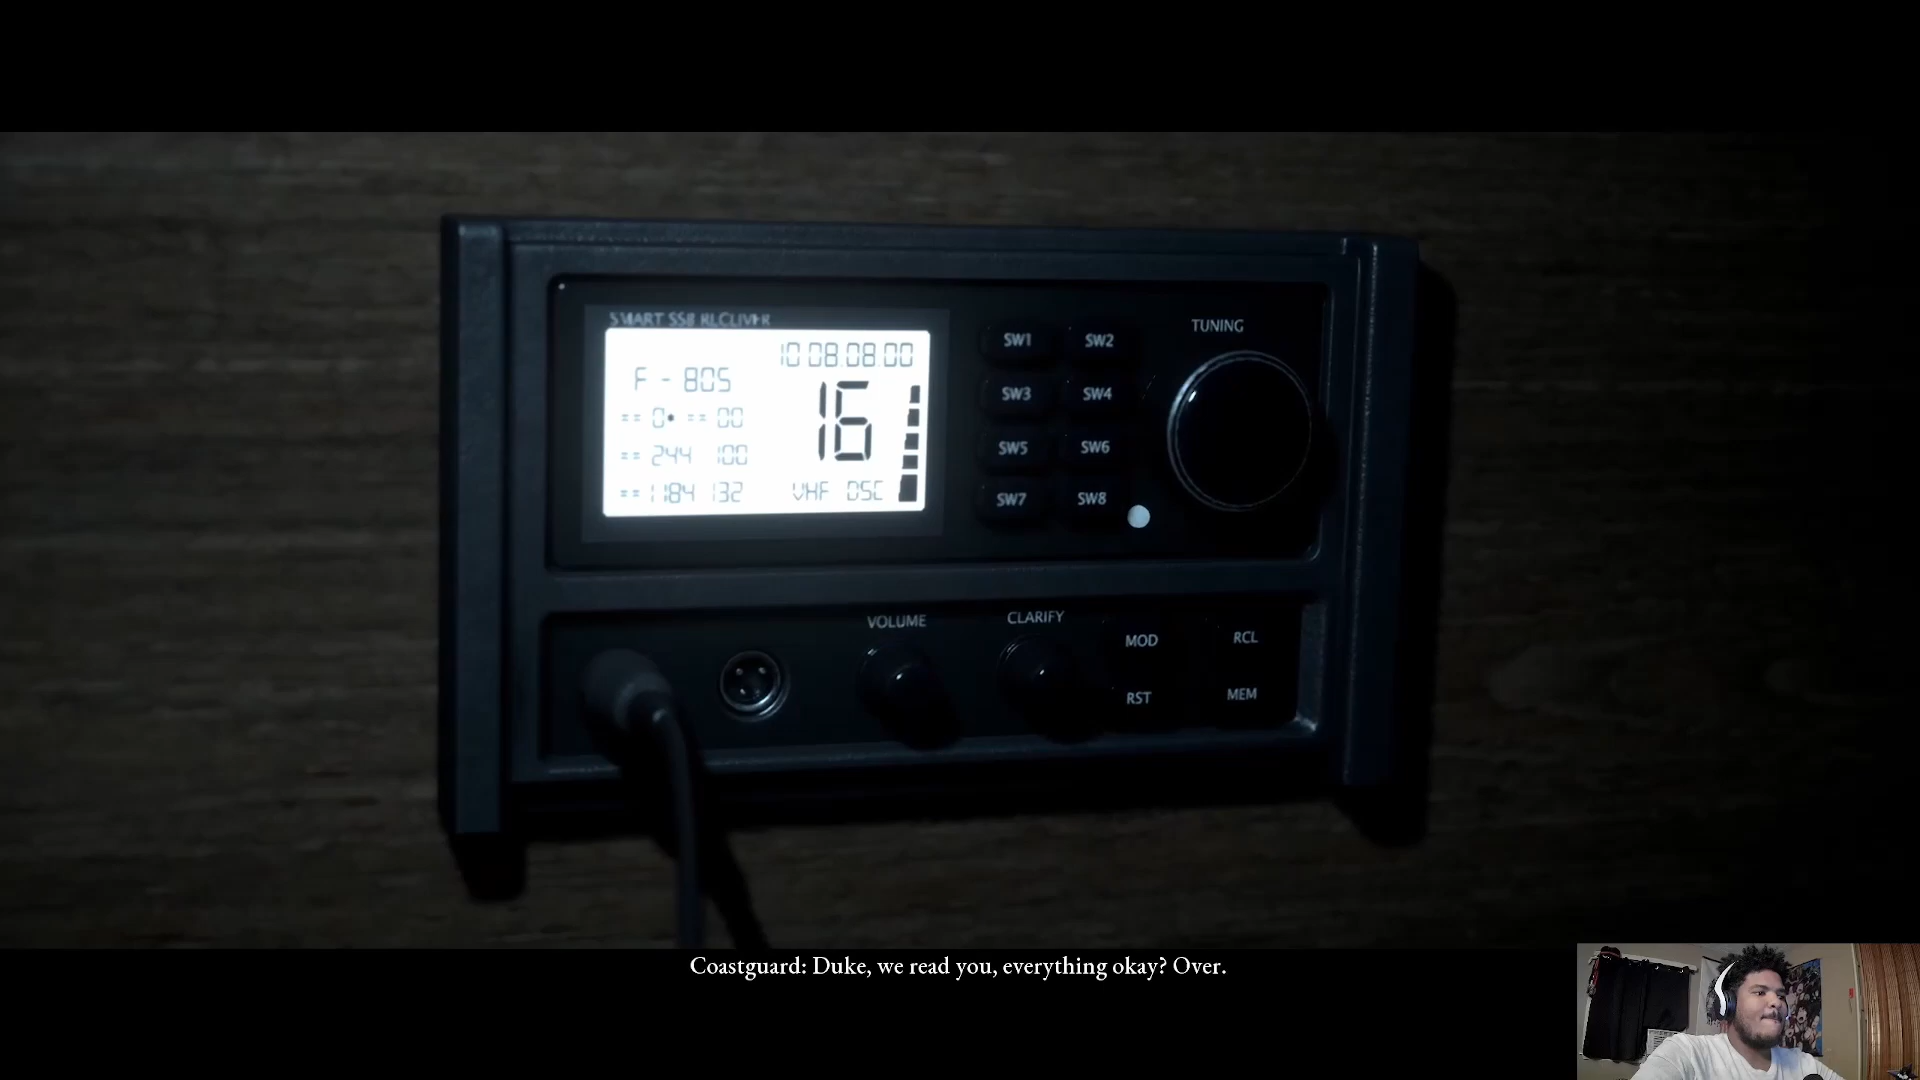 SMART SSB RECEIVER
10:08:08:00
F - 805
16
== 0• == 00
== 244 100
== 1184 132
VHF DSC
SW1 SW2
SW3 SW4
SW5 SW6
SW7 SW8
TUNING
VOLUME
CLARIFY
MOD
RCL
RST
MEM
Coastguard: Duke, we read you, everything okay? Over.